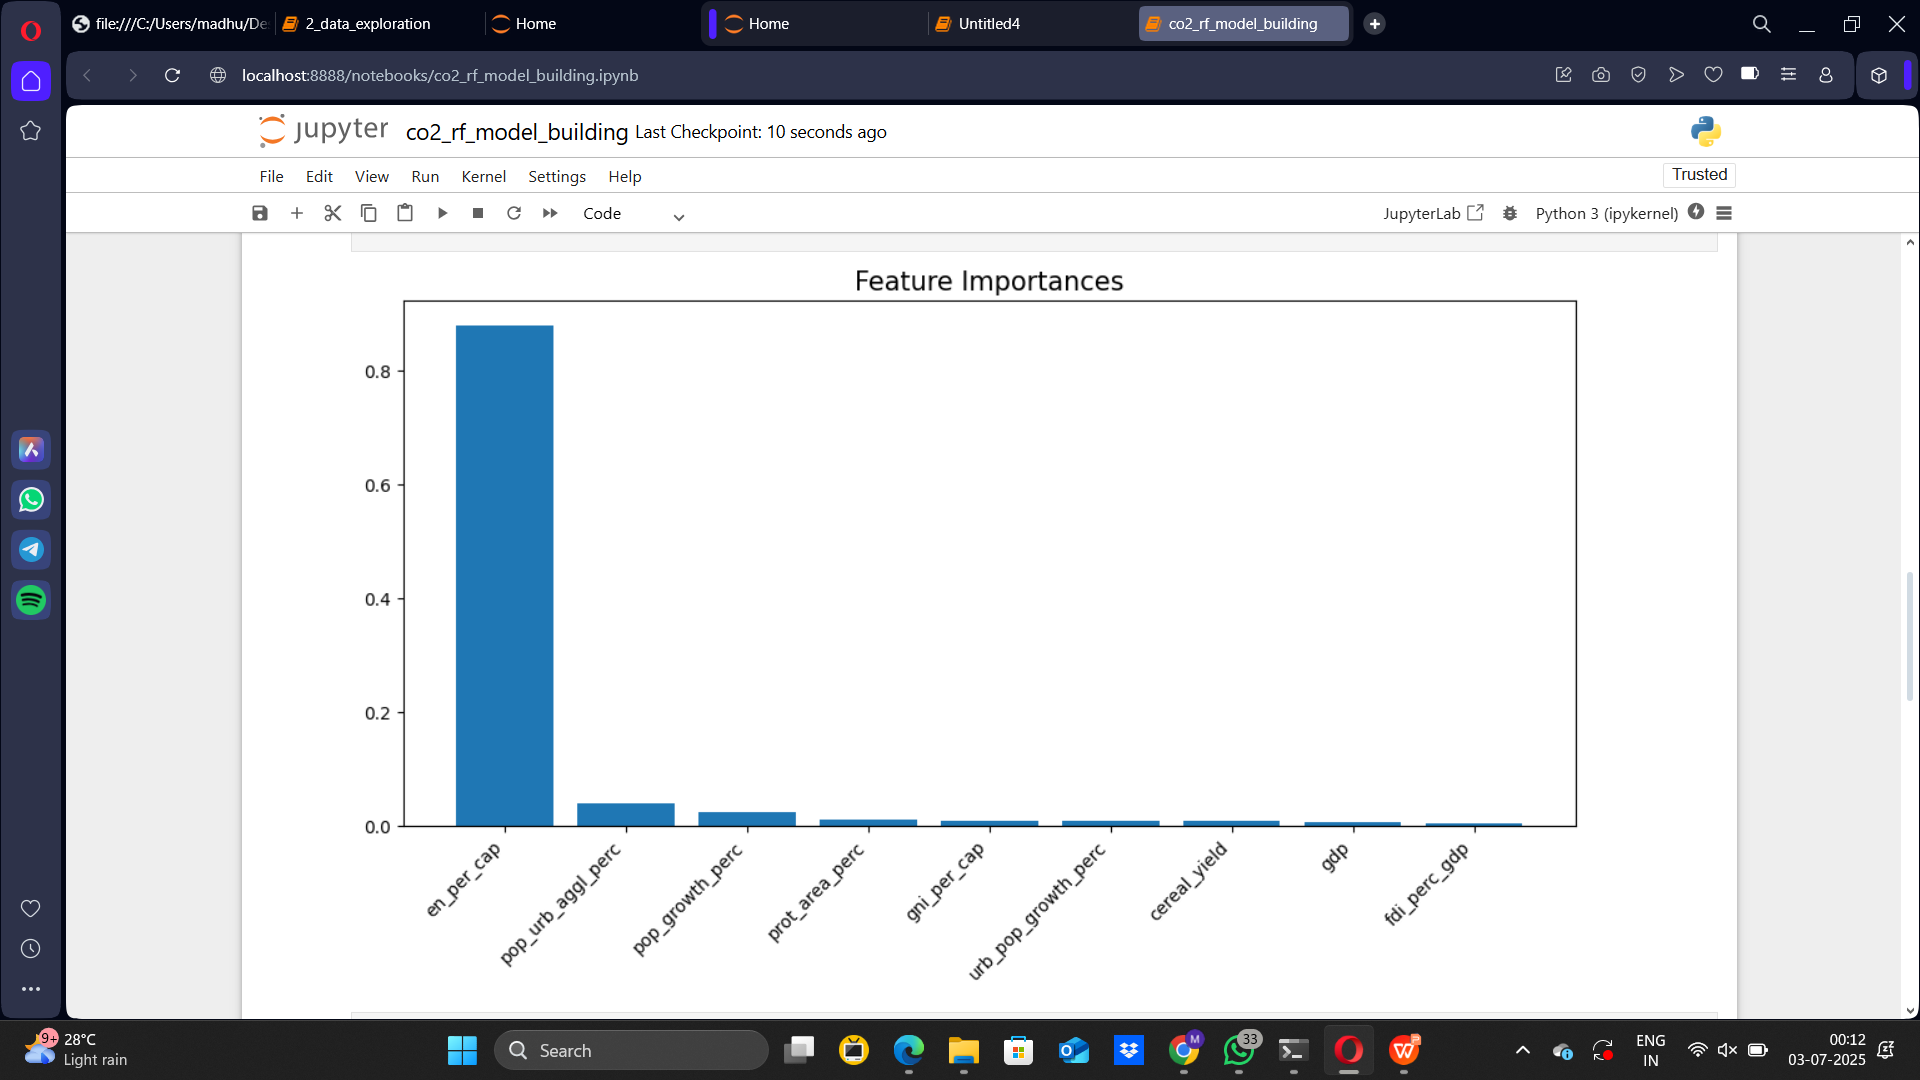 file:///C:/Users/madhu/De
2_data_exploration
Home
Home
Untitled4
co2_rf_model_building
localhost:8888/notebooks/co2_rf_model_building.ipynb
jupyter co2_rf_model_building Last Checkpoint: 10 seconds ago
File Edit View Run Kernel Settings Help
Trusted
Code
JupyterLab
Python 3 (ipykernel)
Feature Importances
0.8
0.6
0.4
0.2
0.0
en_per_cap
pop_urb_aggl_perc
pop_growth_perc
prot_area_perc
gni_per_cap
urb_pop_growth_perc
cereal_yield
gdp
fdi_perc_gdp
9+
28°C
Light rain
Search
M
33
ENG
IN
00:12
03-07-2025